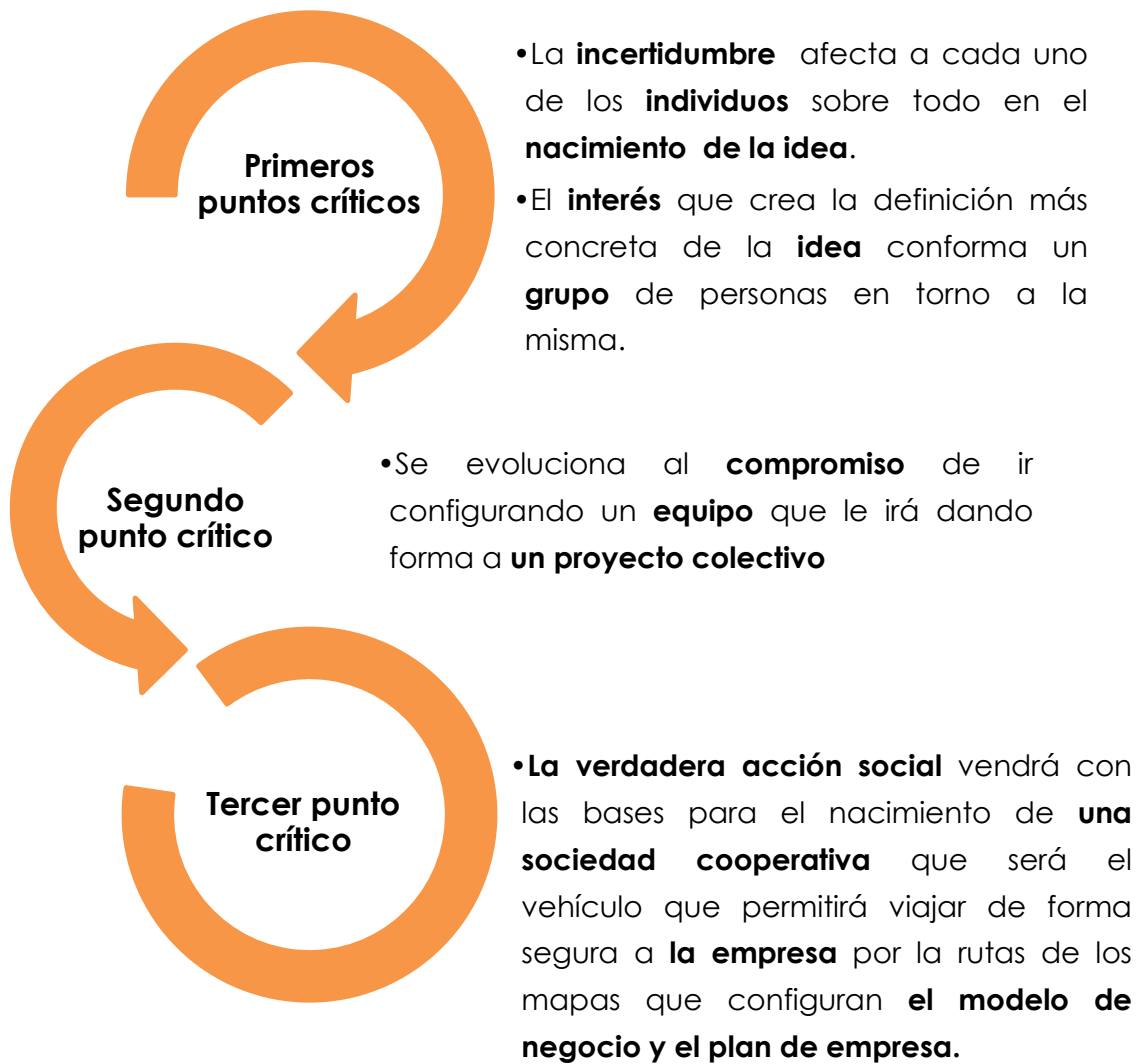 Primeros
puntos críticos
•La incertidumbre afecta a cada uno
de los individuos sobre todo en el
nacimiento de la idea.
•El interés que crea la definición más
concreta de la idea conforma un
grupo de personas en torno a la
misma.
Segundo
punto crítico
•Se evoluciona al compromiso de ir
configurando un equipo que le irá dando
forma a un proyecto colectivo
Tercer punto
crítico
•La verdadera acción social vendrá con
las bases para el nacimiento de una
sociedad cooperativa que será el
vehículo que permitirá viajar de forma
segura a la empresa por la rutas de los
mapas que configuran el modelo de
negocio y el plan de empresa.